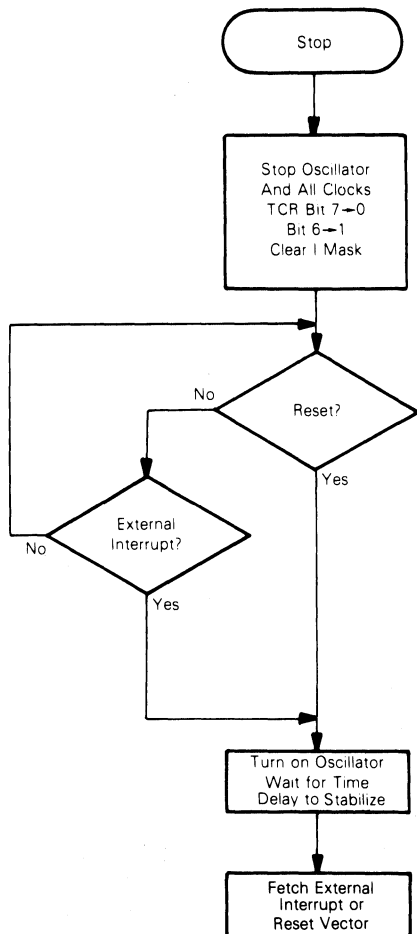 Stop
Stop Oscillator
And All Clocks
TCR Bit 7→0
Bit 6→1
Clear I Mask
Reset?
No
Yes
External
Interrupt?
No
Yes
Turn on Oscillator
Wait for Time
Delay to Stabilize
Fetch External
Interrupt or
Reset Vector